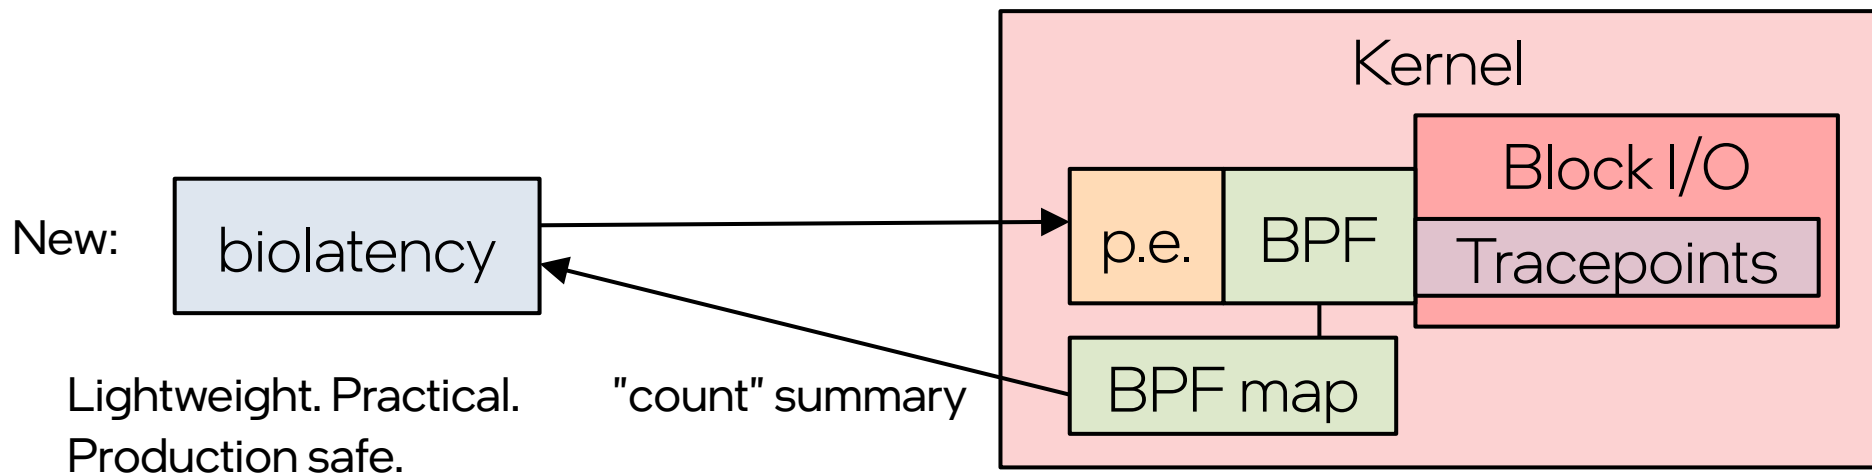 Kernel
Block I/O
New:
biolatency
p.e.
BPF
Tracepoints
Lightweight. Practical.
Production safe.
"count" summary
BPF map